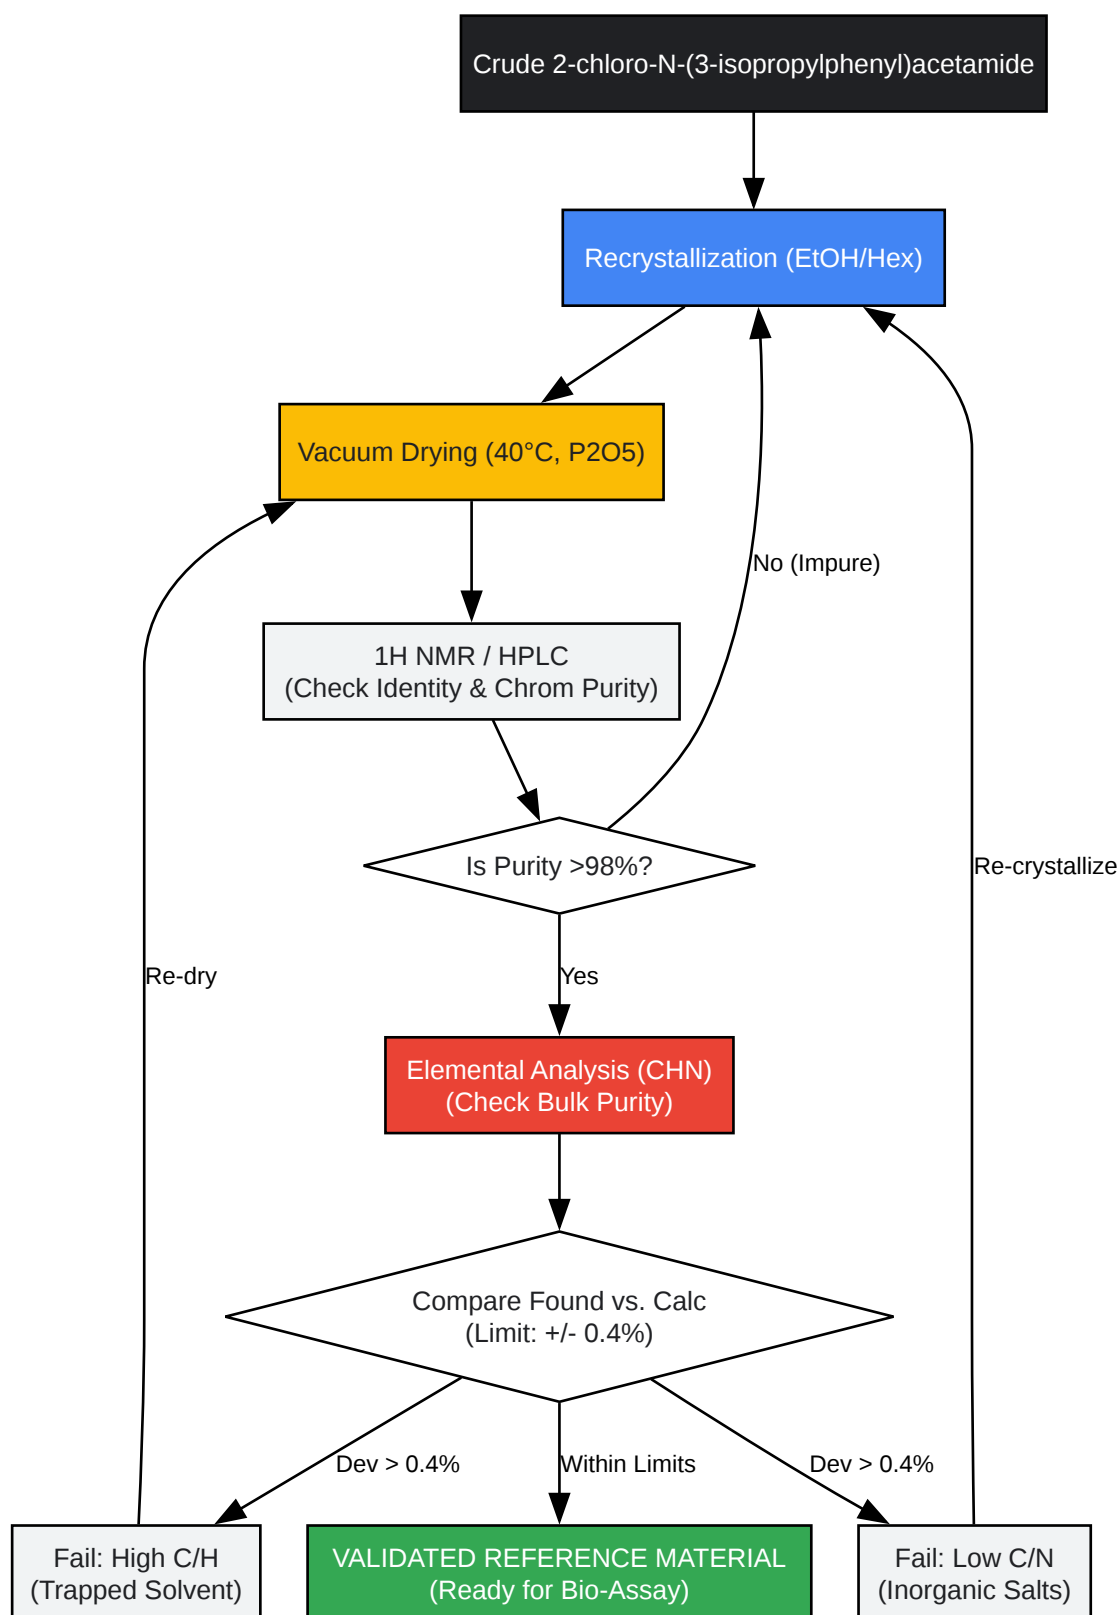 Crude 2-chloro-N-(3-isopropylphenyl)acetamide
Recrystallization (EtOH/Hex)
Vacuum Drying (40°C, P2O5)
No (Impure)
1H NMR / HPLC
(Check Identity & Chrom Purity)
Is Purity >98%?
Re-crystallize
Re-dry
Yes
Elemental Analysis (CHN)
(Check Bulk Purity)
Compare Found vs. Calc
(Limit: +/- 0.4%)
Dev > 0.4%
Within Limits
Dev > 0.4%
Fail: High C/H
(Trapped Solvent)
VALIDATED REFERENCE MATERIAL
(Ready for Bio-Assay)
Fail: Low C/N
(Inorganic Salts)